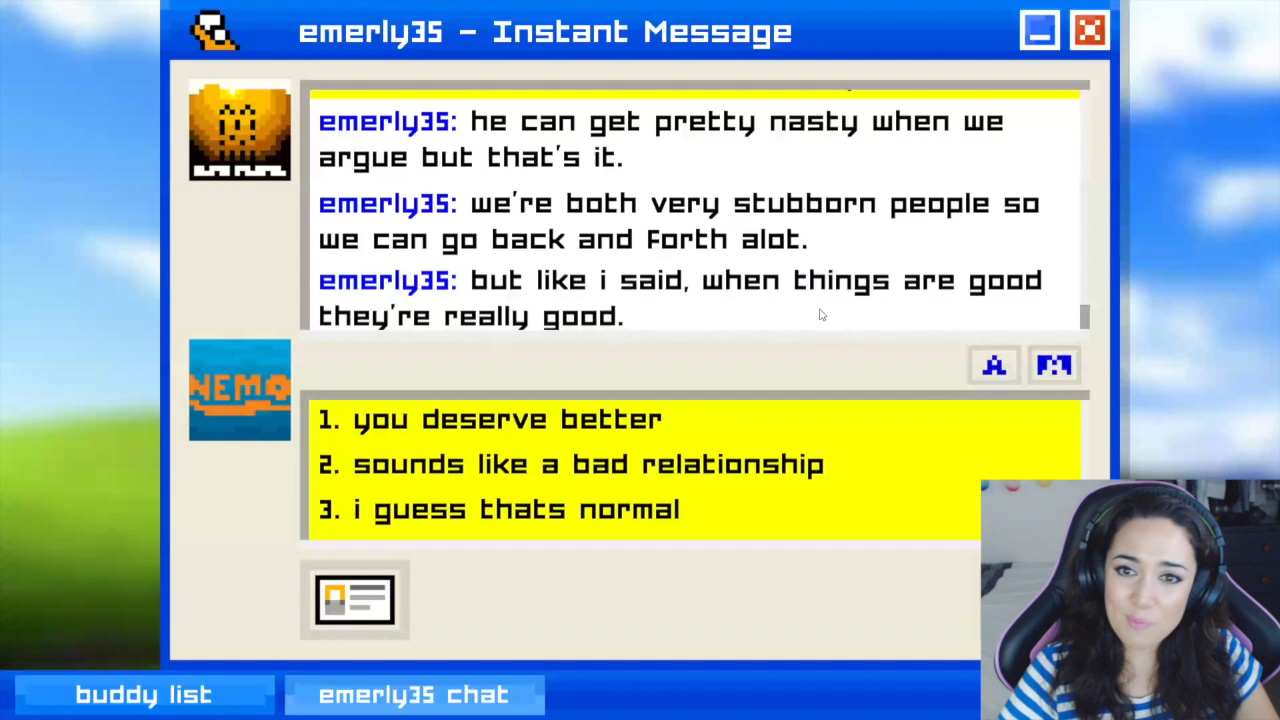 emerly35 - Instant Message
emerly35: he can get pretty nasty when we
argue but that's it.
emerly35: we're both very stubborn people so
we can go back and forth alot.
emerly35: but like i said, when things are good
they're really good.
A
NEMO
1. you deserve better
2. sounds like a bad relationship
3. i guess thats normal
buddy list
emerly35 chat